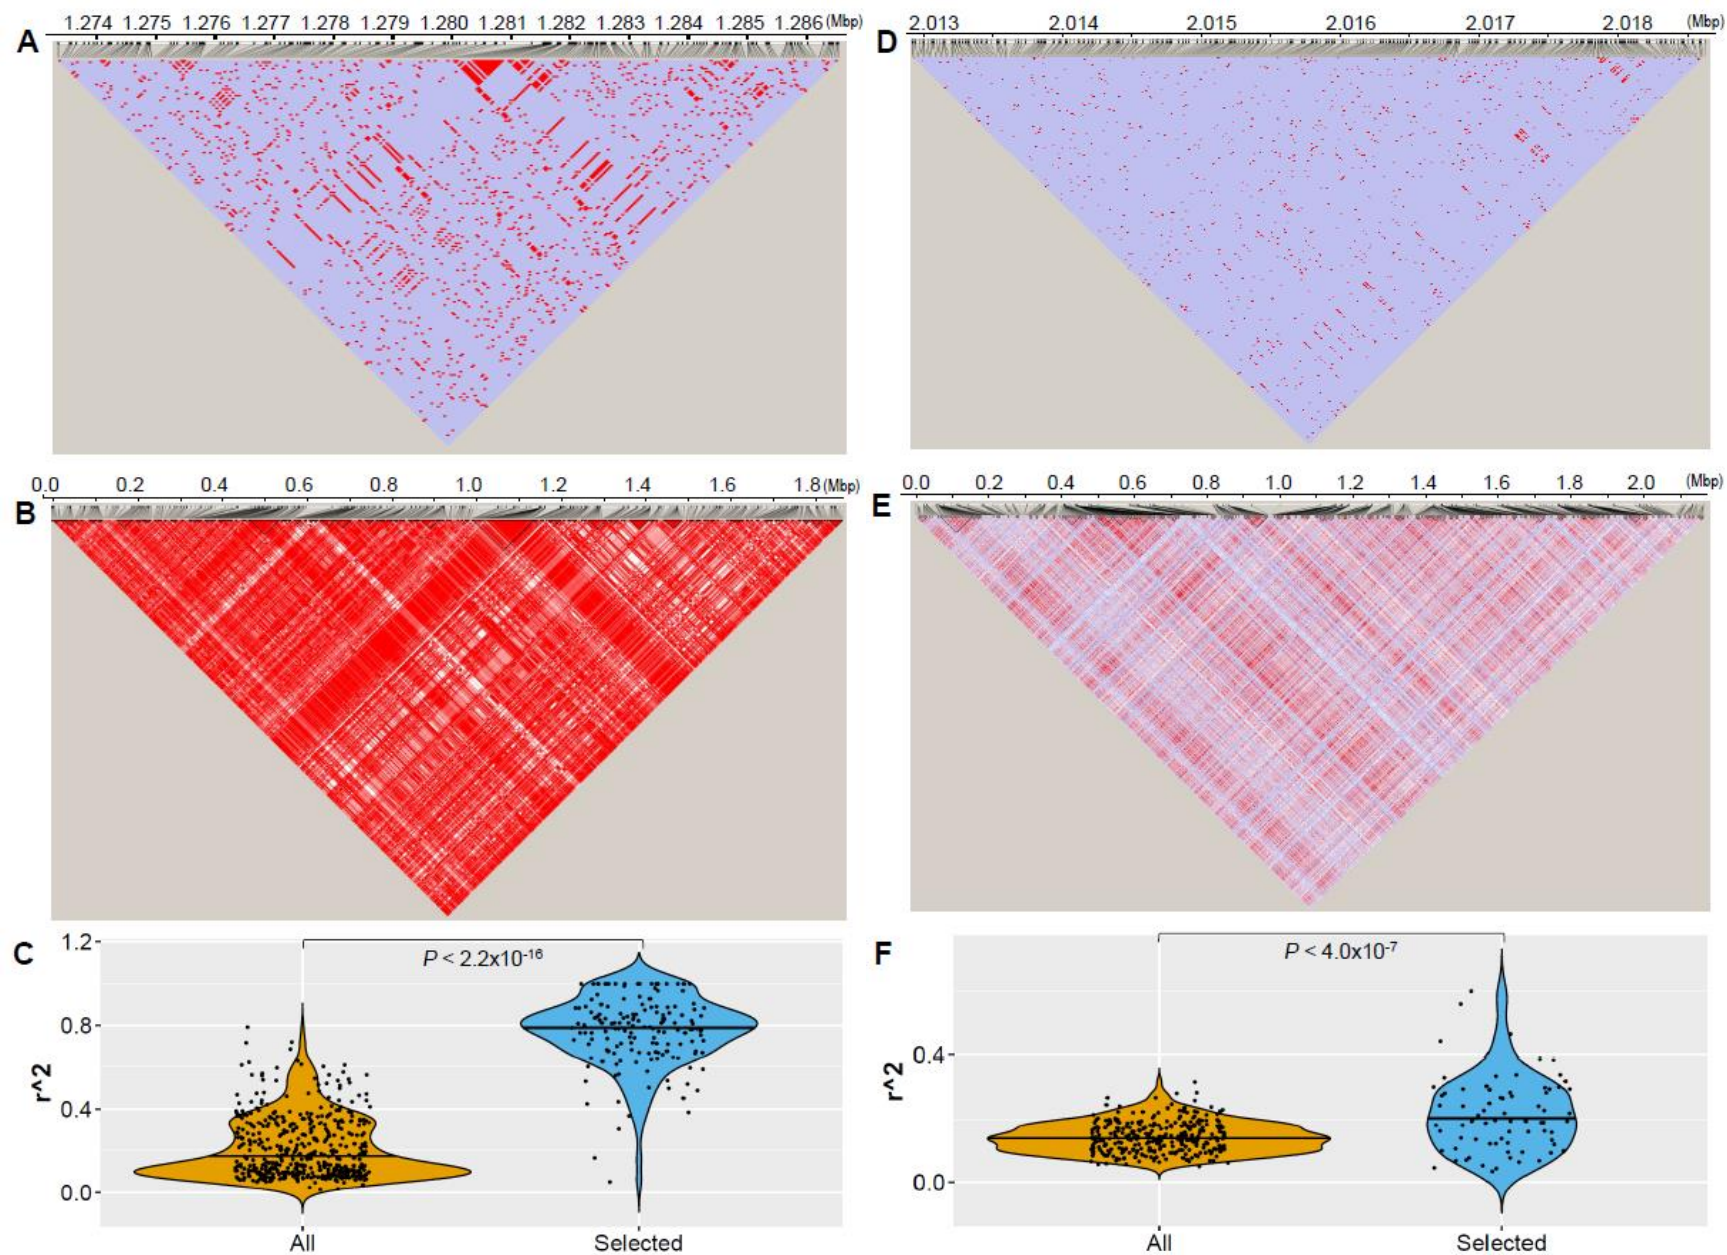 A
1.274 1.275 1.276 1.277 1.278 1.279 1.280 1.281 1.282 1.283 1.284 1.285 1.286 (Mbp)
D
2.013 2.014 2.015 2.016 2.017 2.018 (Mbp)
B
0.0 0.2 0.4 0.6 0.8 1.0 1.2 1.4 1.6 1.8 (Mbp)
E
0.0 0.2 0.4 0.6 0.8 1.0 1.2 1.4 1.6 1.8 2.0 (Mbp)
C
P < 2.2x10-16
1.2
0.8
0.4
0.0
r^2
All Selected
F
P < 4.0x10-7
0.4
0.0
r^2
All Selected